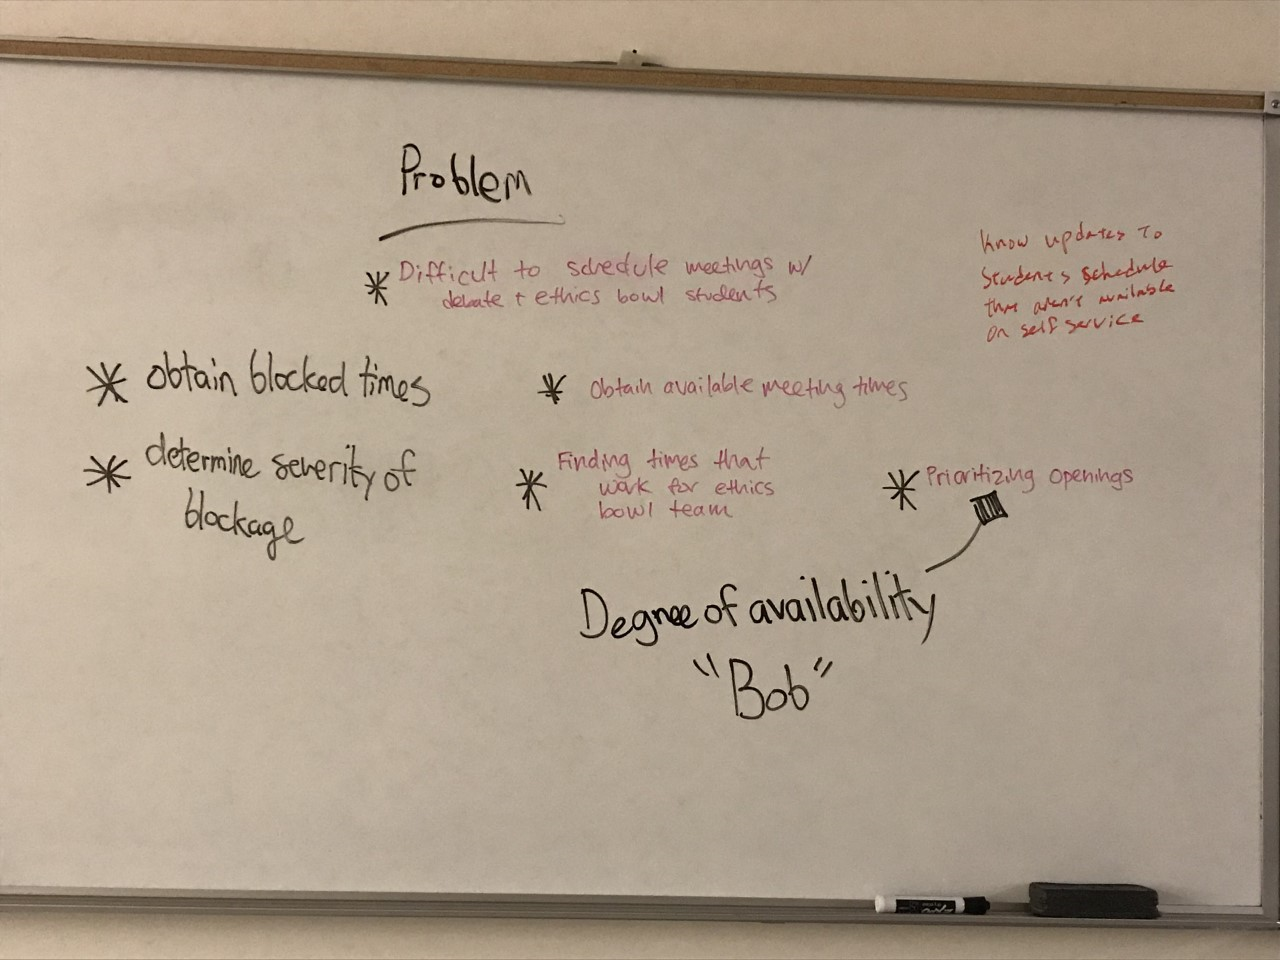 Problem
* Difficult to schedule meetings w/
debate + ethics bowl students
Know updates to
Students schedule
that aren't available
on self service
* obtain blocked times
* Obtain available meeting times
* determine severity of
blockage
* Finding times that
work for ethics
bowl team
* Prioritizing openings
Degree of availability
"Bob"